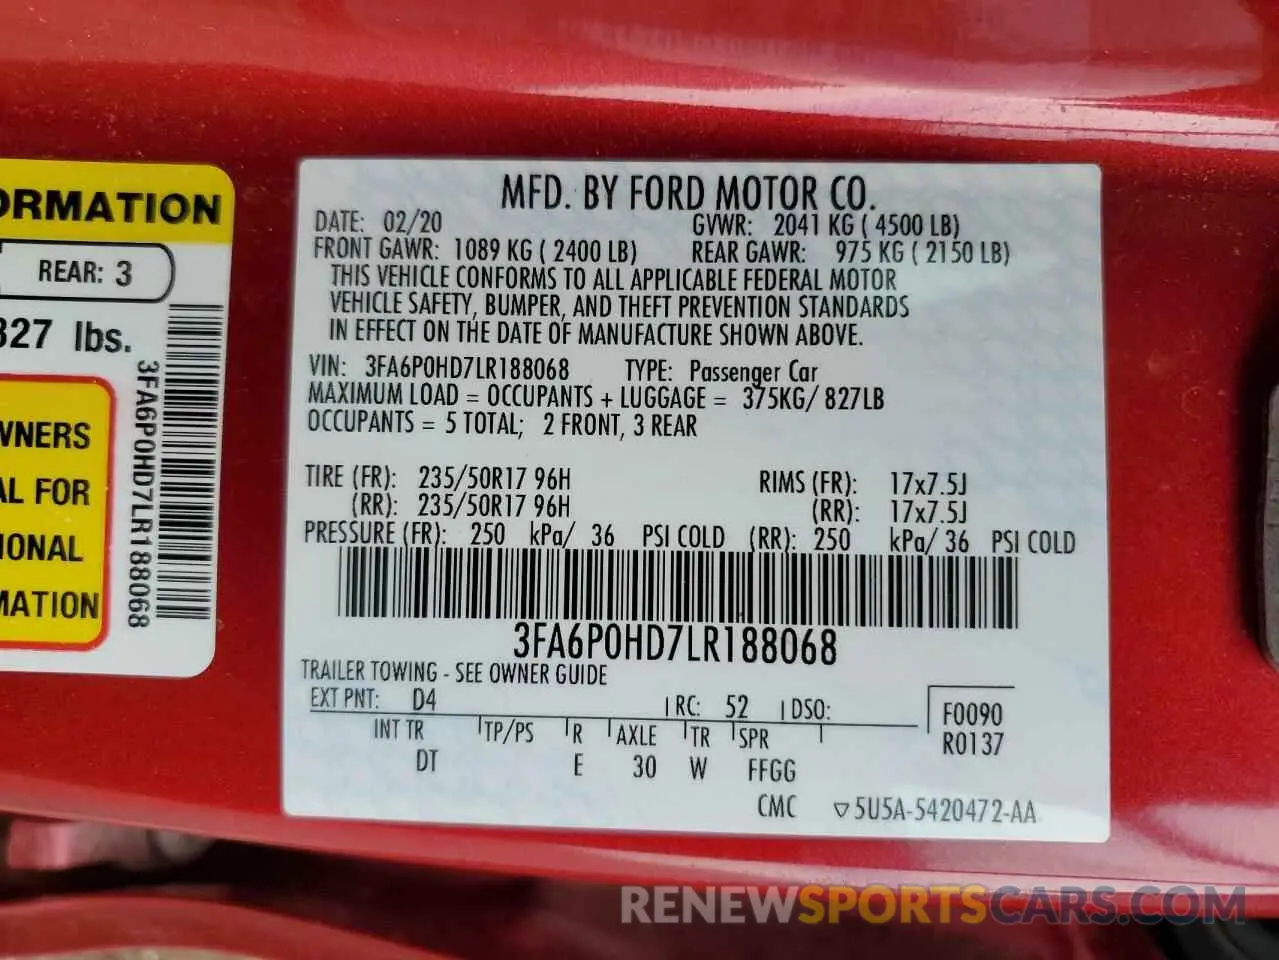 ORMATION
REAR: 3
827 lbs.
WNERS
AL FOR
IONAL
MATION
3FA6P0HD7LR188068
MFD. BY FORD MOTOR CO.
DATE: 02/20 GVWR: 2041 KG ( 4500 LB)
FRONT GAWR: 1089 KG ( 2400 LB) REAR GAWR: 975 KG ( 2150 LB)
THIS VEHICLE CONFORMS TO ALL APPLICABLE FEDERAL MOTOR
VEHICLE SAFETY, BUMPER, AND THEFT PREVENTION STANDARDS
IN EFFECT ON THE DATE OF MANUFACTURE SHOWN ABOVE.
VIN: 3FA6P0HD7LR188068 TYPE: Passenger Car
MAXIMUM LOAD = OCCUPANTS + LUGGAGE = 375KG/ 827LB
OCCUPANTS = 5 TOTAL; 2 FRONT, 3 REAR
TIRE (FR): 235/50R17 96H RIMS (FR): 17x7.5J
(RR): 235/50R17 96H (RR): 17x7.5J
PRESSURE (FR): 250 kPa/ 36 PSI COLD (RR): 250 kPa/ 36 PSI COLD
3FA6P0HD7LR188068
TRAILER TOWING - SEE OWNER GUIDE
EXT PNT: D4 RC: 52 DSO:
F0090
R0137
INT TR TP/PS R AXLE TR SPR
DT E 30 W FFGG
CMC ▽5U5A-5420472-AA
RENEWSPORTSCARS.COM